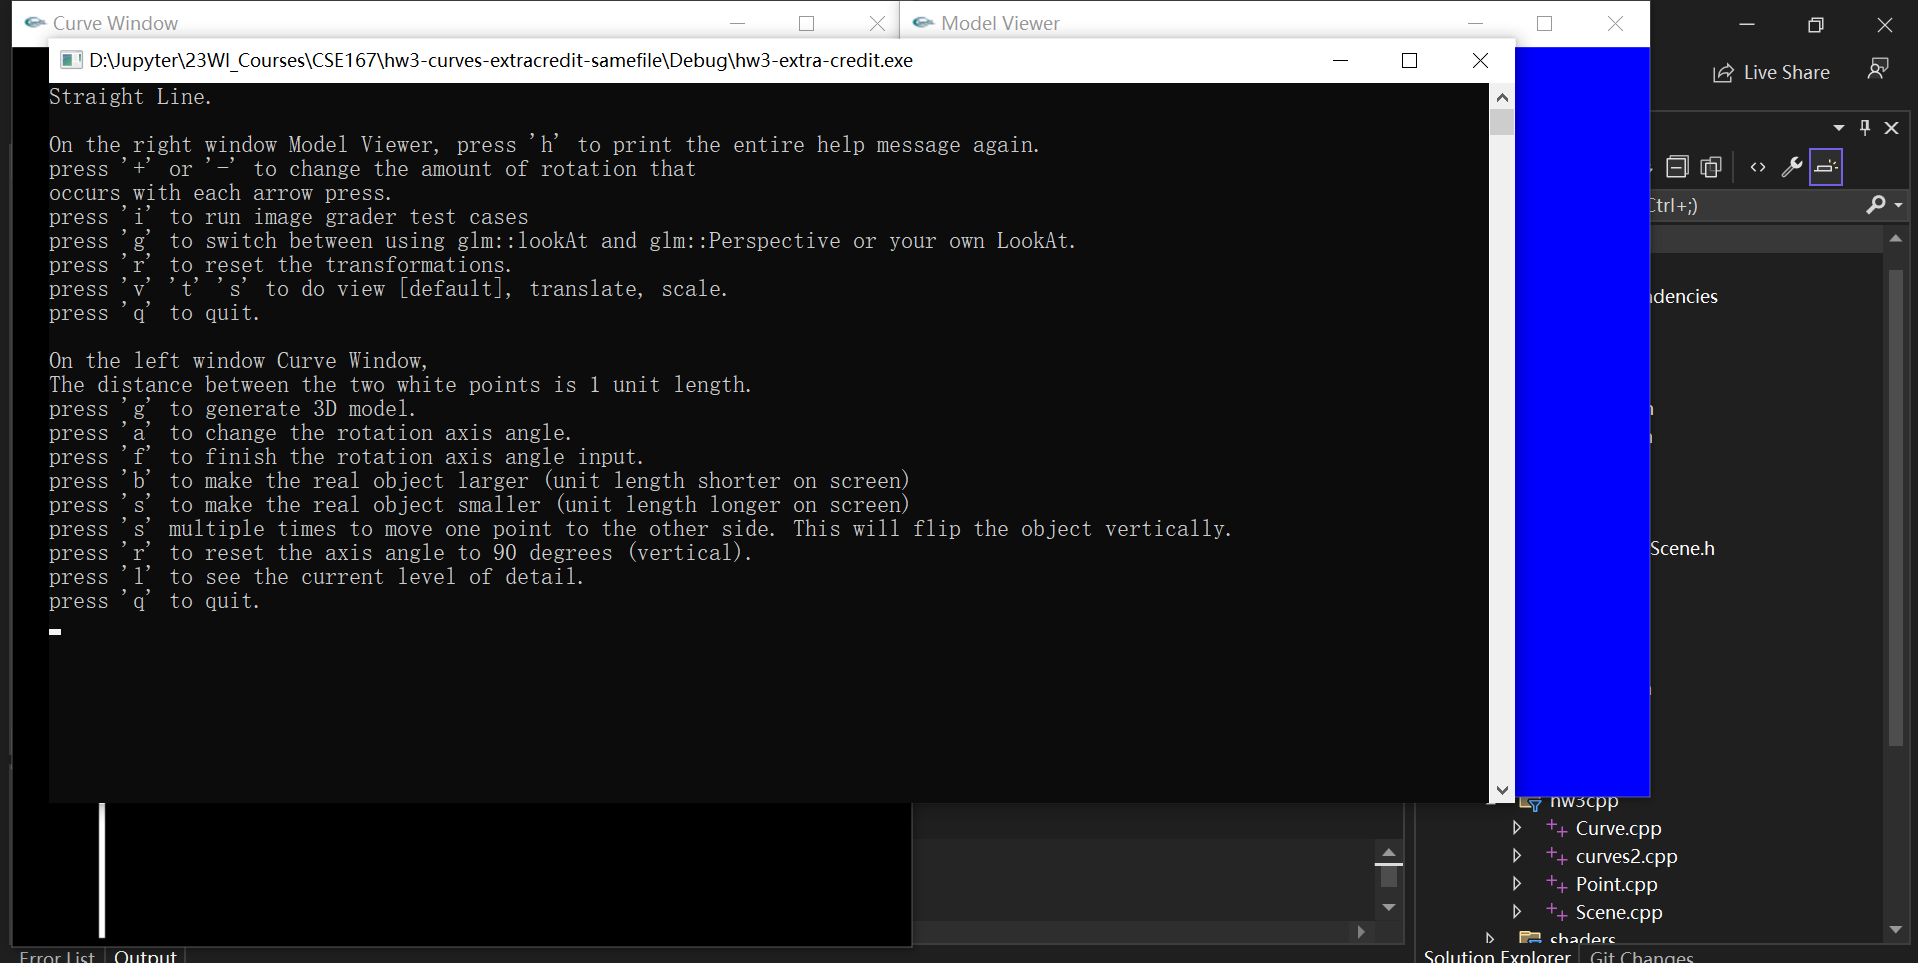 Curve Window
Model Viewer
D:\Jupyter\23WI_Courses\CSE167\hw3-curves-extracredit-samefile\Debug\hw3-extra-credit.exe
Live Share
Straight Line.
On the right window Model Viewer, press 'h' to print the entire help message again.
press '+' or '-' to change the amount of rotation that
occurs with each arrow press.
press 'i' to run image grader test cases
press 'g' to switch between using glm::lookAt and glm::Perspective or your own LookAt.
press 'r' to reset the transformations.
press 'v' 't' 's' to do view [default], translate, scale.
press 'q' to quit.
On the left window Curve Window,
The distance between the two white points is 1 unit length.
press 'g' to generate 3D model.
press 'a' to change the rotation axis angle.
press 'f' to finish the rotation axis angle input.
press 'b' to make the real object larger (unit length shorter on screen)
press 's' to make the real object smaller (unit length longer on screen)
press 's' multiple times to move one point to the other side. This will flip the object vertically.
press 'r' to reset the axis angle to 90 degrees (vertical).
press 'l' to see the current level of detail.
press 'q' to quit.
Ctrl+;)
dencies
Scene.h
hw3cpp
Curve.cpp
curves2.cpp
Point.cpp
Scene.cpp
shaders
Error List
Output
Solution Explorer
Git Changes